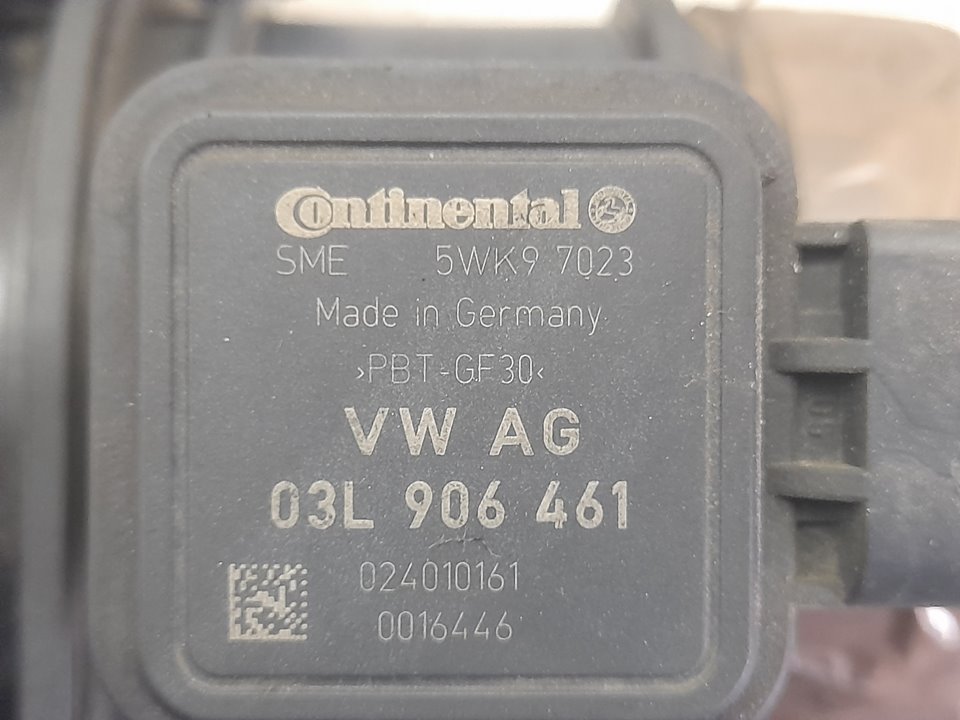 Continental
SME 5WK9 7023
Made in Germany
>PBT-GF30<
VW AG
03L 906 461
024010161
0016446